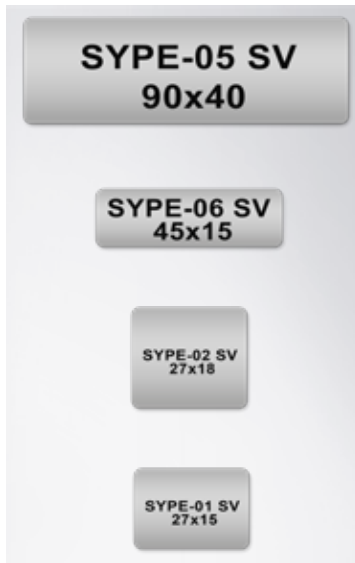 SYPE-05 SV
90x40
SYPE-06 SV
45x15
SYPE-02 SV
27x18
SYPE-01 SV
27x15